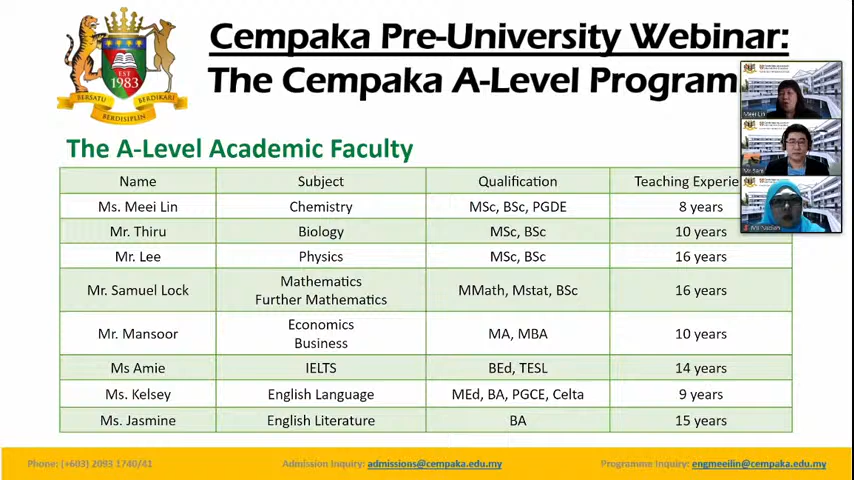 Cempaka Pre-University Webinar:
The Cempaka A-Level Program
EST
1983
BERSATU
BERDIKARI
BERDISIPLIN
Meei Lin
The A-Level Academic Faculty
Name Subject Qualification Teaching Experie
Ms. Meei Lin Chemistry MSc, BSc, PGDE 8 years
Mr. Thiru Biology MSc, BSc 10 years
Mr. Lee Physics MSc, BSc 16 years
Mr. Samuel Lock Mathematics Further Mathematics MMath, Mstat, BSc 16 years
Mr. Mansoor Economics Business MA, MBA 10 years
Ms Amie IELTS BEd, TESL 14 years
Ms. Kelsey English Language MEd, BA, PGCE, Celta 9 years
Ms. Jasmine English Literature BA 15 years
Phone: (+603) 2093 1740/41 Admission Inquiry: admissions@cempaka.edu.my Programme Inquiry: engmeeilin@cempaka.edu.my